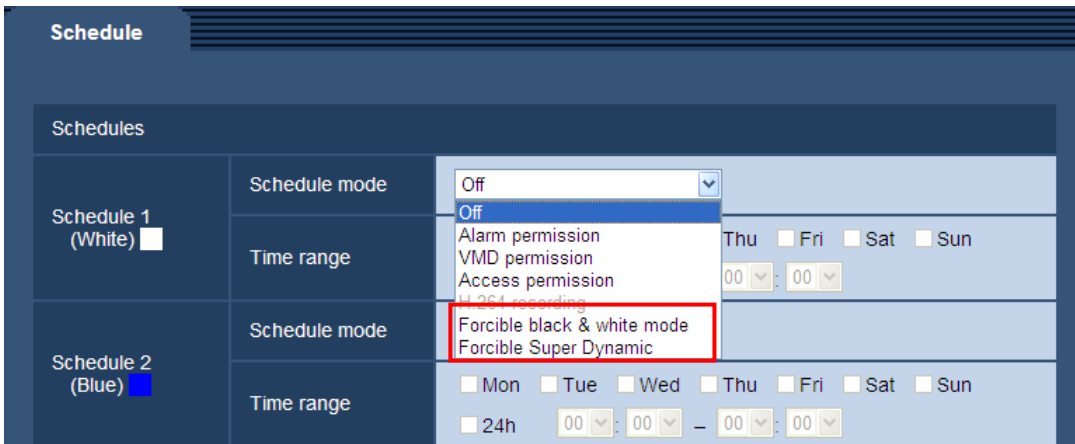 Schedule
Schedules
Schedule 1
(White)
Schedule mode
Off
Off
Alarm permission
VMD permission
Access permission
H.264 recording
Forcible black & white mode
Forcible Super Dynamic
Time range
Thu Fri Sat Sun
00 : 00
Schedule 2
(Blue)
Schedule mode
Time range
Mon Tue Wed Thu Fri Sat Sun
24h 00 : 00 – 00 : 00